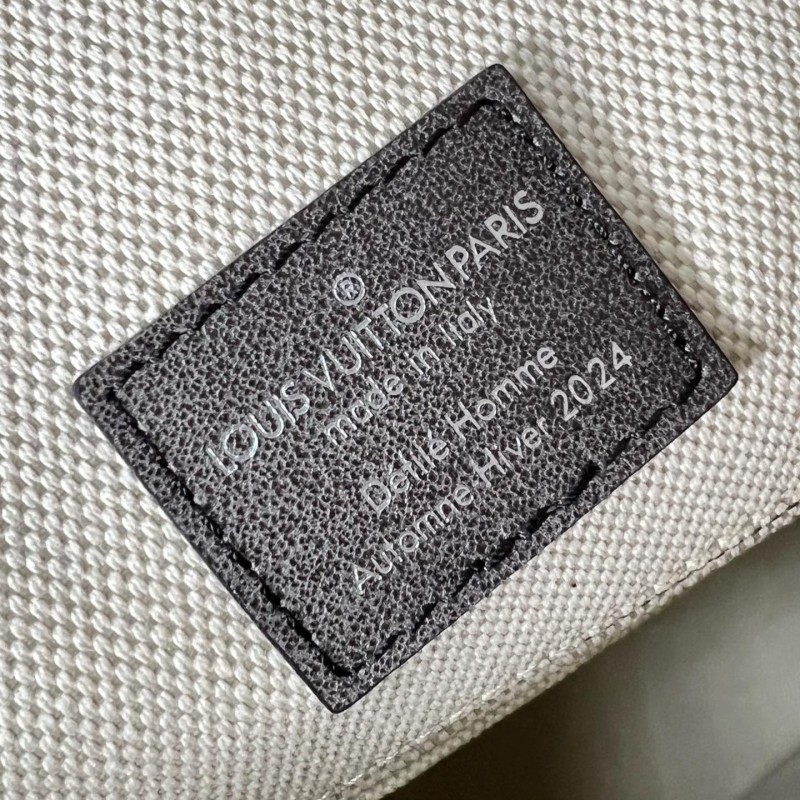 ®
LOUIS VUITTON PARIS
made in Italy
Défilé Homme
Automne Hiver 2024